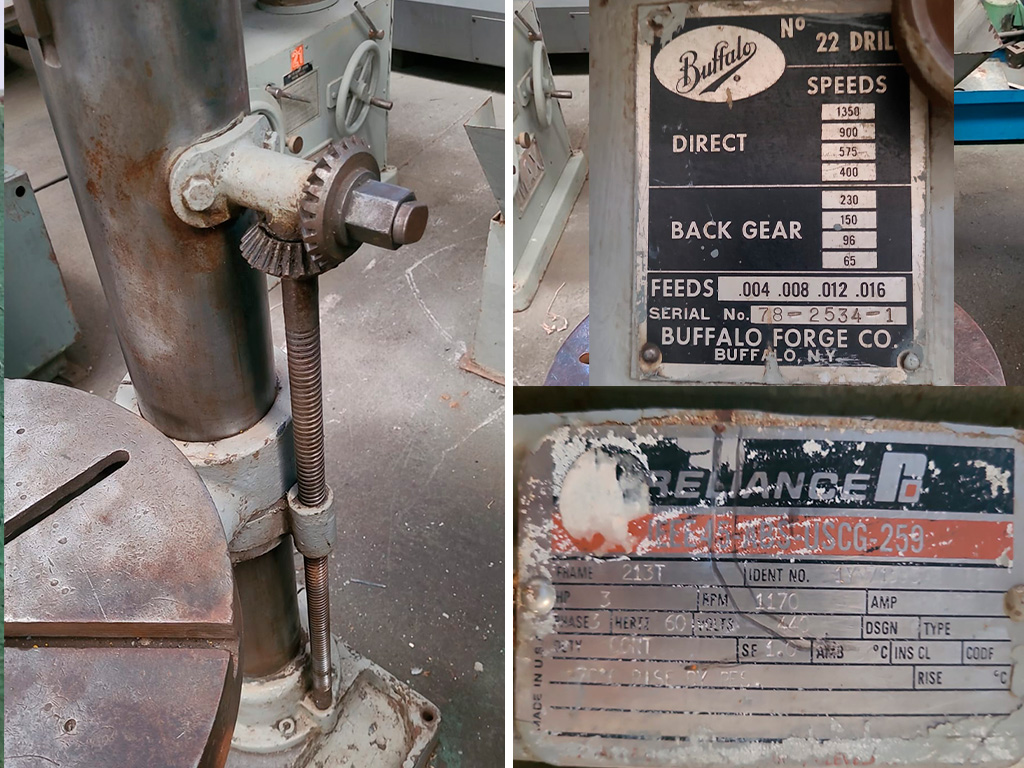 Buffalo
No 22 DRIL
SPEEDS
DIRECT
1350
900
575
400
BACK GEAR
230
150
96
65
FEEDS .004 .008 .012 .016
SERIAL No. 78-2534-1
BUFFALO FORGE CO.
BUFFALO, N.Y.
RELIANCE R
USCG-259
FRAME 213T IDENT NO.
HP 3 RPM 1170 AMP
PHASE 3 HERTZ 60 VOLTS 440 DSGN TYPE
DUTY CONT SF AMB °C INS CL CODE
RISE °C
MADE IN U.S.